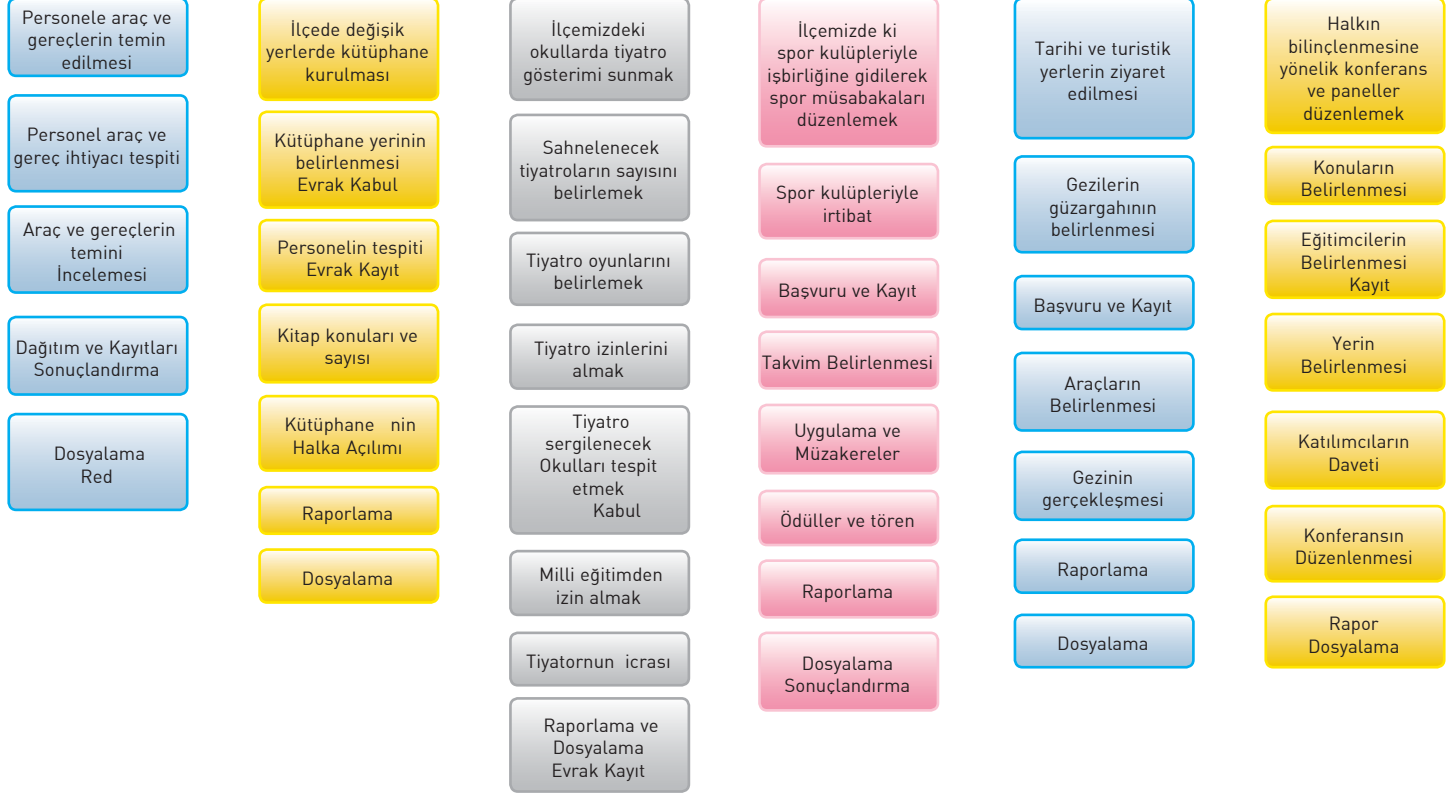 Personele araç ve
gereçlerin temin
edilmesi
Personel araç ve
gereç ihtiyacı tespiti
Araç ve gereçlerin
temini
İncelemesi
Dağıtım ve Kayıtları
Sonuçlandırma
Dosyalama
Red
İlçede değişik
yerlerde kütüphane
kurulması
Kütüphane yerinin
belirlenmesi
Evrak Kabul
Personelin tespiti
Evrak Kayıt
Kitap konuları ve
sayısı
Kütüphane nin
Halka Açılımı
Raporlama
Dosyalama
İlçemizdeki
okullarda tiyatro
gösterimi sunmak
Sahnelenecek
tiyatroların sayısını
belirlemek
Tiyatro oyunlarını
belirlemek
Tiyatro izinlerini
almak
Tiyatro
sergilenecek
Okulları tespit
etmek
Kabul
Milli eğitimden
izin almak
Tiyatornun icrası
Raporlama ve
Dosyalama
Evrak Kayıt
İlçemizde ki
spor kulüpleriyle
işbirliğine gidilerek
spor müsabakaları
düzenlemek
Spor kulüpleriyle
irtibat
Başvuru ve Kayıt
Takvim Belirlenmesi
Uygulama ve
Müzakereler
Ödüller ve tören
Raporlama
Dosyalama
Sonuçlandırma
Tarihi ve turistik
yerlerin ziyaret
edilmesi
Gezilerin
güzargahının
belirlenmesi
Başvuru ve Kayıt
Araçların
Belirlenmesi
Gezinin
gerçekleşmesi
Raporlama
Dosyalama
Halkın
bilinçlenmesine
yönelik konferans
ve paneller
düzenlemek
Konuların
Belirlenmesi
Eğitimcilerin
Belirlenmesi
Kayıt
Yerin
Belirlenmesi
Katılımcıların
Daveti
Konferansın
Düzenlenmesi
Rapor
Dosyalama